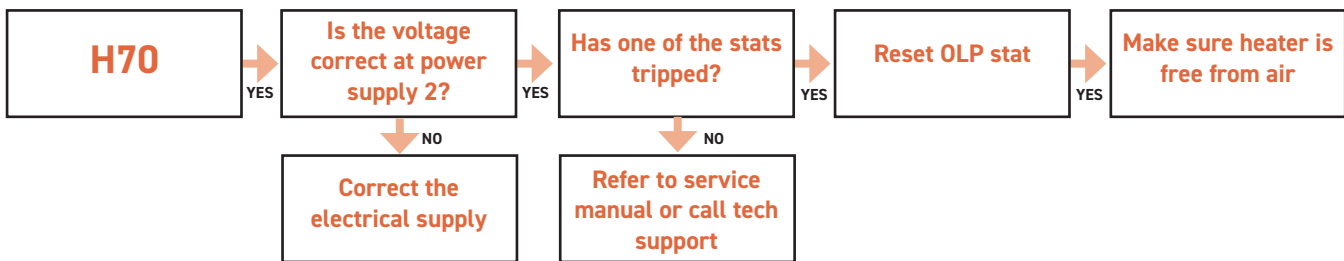 H70
YES
Is the voltage
correct at power
supply 2?
YES
Has one of the stats
tripped?
YES
Reset OLP stat
YES
Make sure heater is
free from air
NO
Correct the
electrical supply
NO
Refer to service
manual or call tech
support